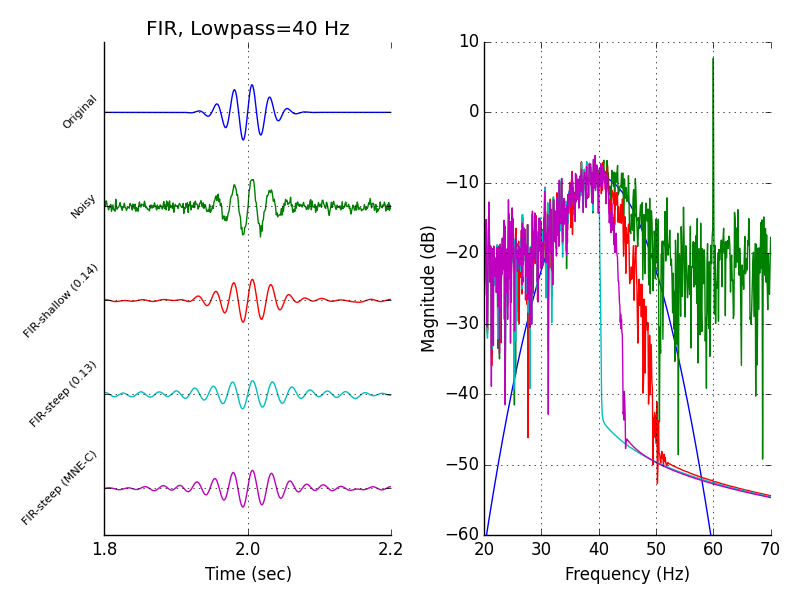 FIR, Lowpass=40 Hz
Original
Noisy
FIR-shallow (0.14)
FIR-steep (0.13)
FIR-steep (MNE-C)
1.8 2.0 2.2
Time (sec)
10
0
−10
−20
−30
−40
−50
−60
Magnitude (dB)
20 30 40 50 60 70
Frequency (Hz)